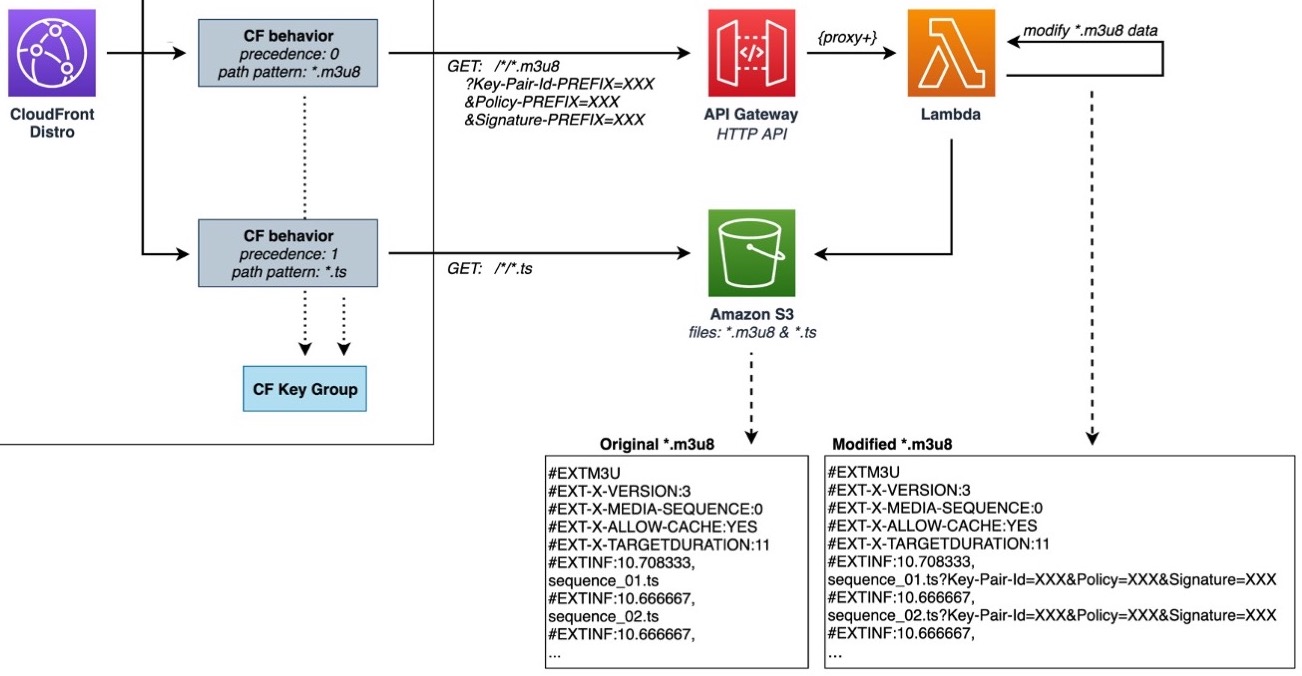 CloudFront
Distro
CF behavior
precedence: 0
path pattern: *.m3u8
GET: /*/*.m3u8
?Key-Pair-Id-PREFIX=XXX
&Policy-PREFIX=XXX
&Signature-PREFIX=XXX
API Gateway
HTTP API
{proxy+}
Lambda
modify *.m3u8 data
CF behavior
precedence: 1
path pattern: *.ts
GET: /*/*.ts
Amazon S3
files: *.m3u8 & *.ts
CF Key Group
Original *.m3u8
#EXTM3U
#EXT-X-VERSION:3
#EXT-X-MEDIA-SEQUENCE:0
#EXT-X-ALLOW-CACHE:YES
#EXT-X-TARGETDURATION:11
#EXTINF:10.708333,
sequence_01.ts
#EXTINF:10.666667,
sequence_02.ts
#EXTINF:10.666667,
...
Modified *.m3u8
#EXTM3U
#EXT-X-VERSION:3
#EXT-X-MEDIA-SEQUENCE:0
#EXT-X-ALLOW-CACHE:YES
#EXT-X-TARGETDURATION:11
#EXTINF:10.708333,
sequence_01.ts?Key-Pair-Id=XXX&Policy=XXX&Signature=XXX
#EXTINF:10.666667,
sequence_02.ts?Key-Pair-Id=XXX&Policy=XXX&Signature=XXX
#EXTINF:10.666667,
...